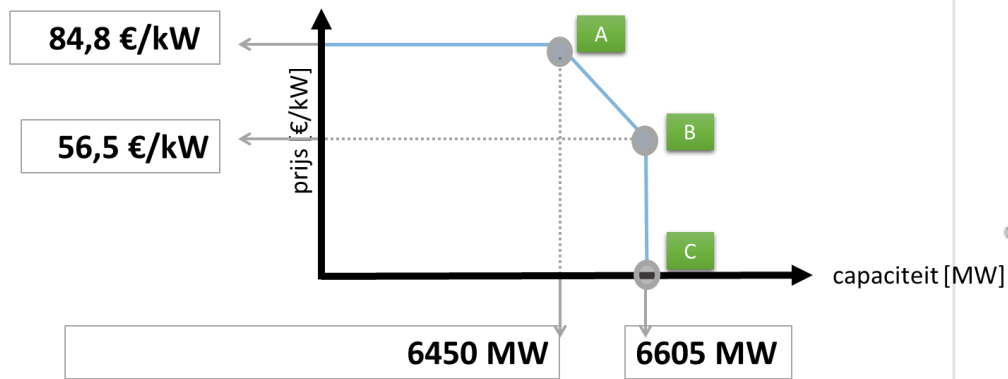 84,8 €/kW
A
56,5 €/kW
B
prijs [€/kW]
C
capaciteit [MW]
6450 MW
6605 MW